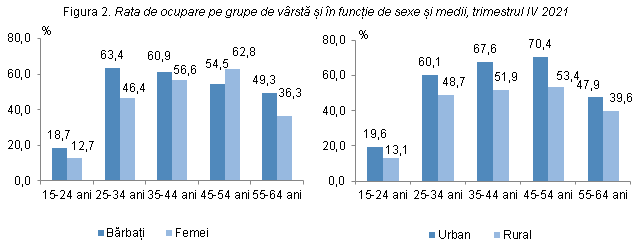 Figura 2. Rata de ocupare pe grupe de vârstă și în funcție de sexe și medii, trimestrul IV 2021
%
80,0
60,0
40,0
20,0
0,0
18,7
12,7
63,4
46,4
60,9
56,6
54,5
62,8
49,3
36,3
15-24 ani
25-34 ani
35-44 ani
45-54 ani
55-64 ani
Bărbați
Femei
%
80,0
60,0
40,0
20,0
0,0
19,6
13,1
60,1
48,7
67,6
51,9
70,4
53,4
47,9
39,6
15-24 ani
25-34 ani
35-44 ani
45-54 ani
55-64 ani
Urban
Rural